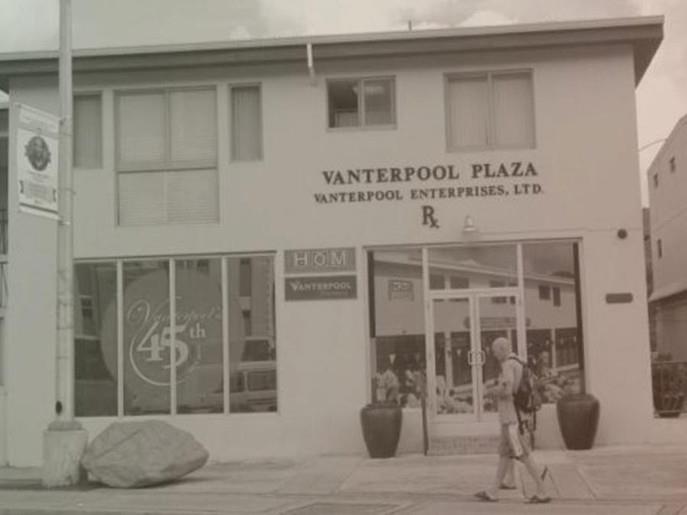 VANTERPOOL PLAZA
VANTERPOOL ENTERPRISES, LTD.
Rx
HOM
VANTERPOOL
Vanterpool's
45th